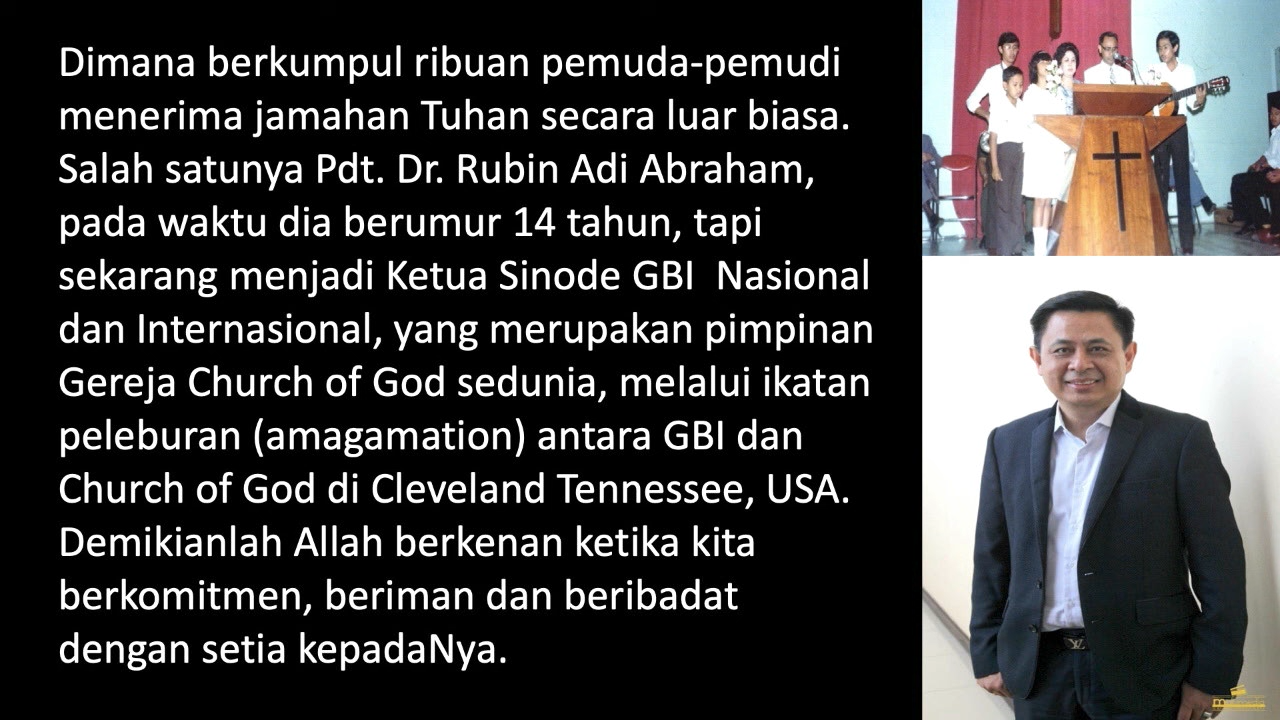 Dimana berkumpul ribuan pemuda-pemudi
menerima jamahan Tuhan secara luar biasa.
Salah satunya Pdt. Dr. Rubin Adi Abraham,
pada waktu dia berumur 14 tahun, tapi
sekarang menjadi Ketua Sinode GBI  Nasional
dan Internasional, yang merupakan pimpinan
Gereja Church of God sedunia, melalui ikatan
peleburan (amagamation) antara GBI dan
Church of God di Cleveland Tennessee, USA.
Demikianlah Allah berkenan ketika kita
berkomitmen, beriman dan beribadat
dengan setia kepadaNya.